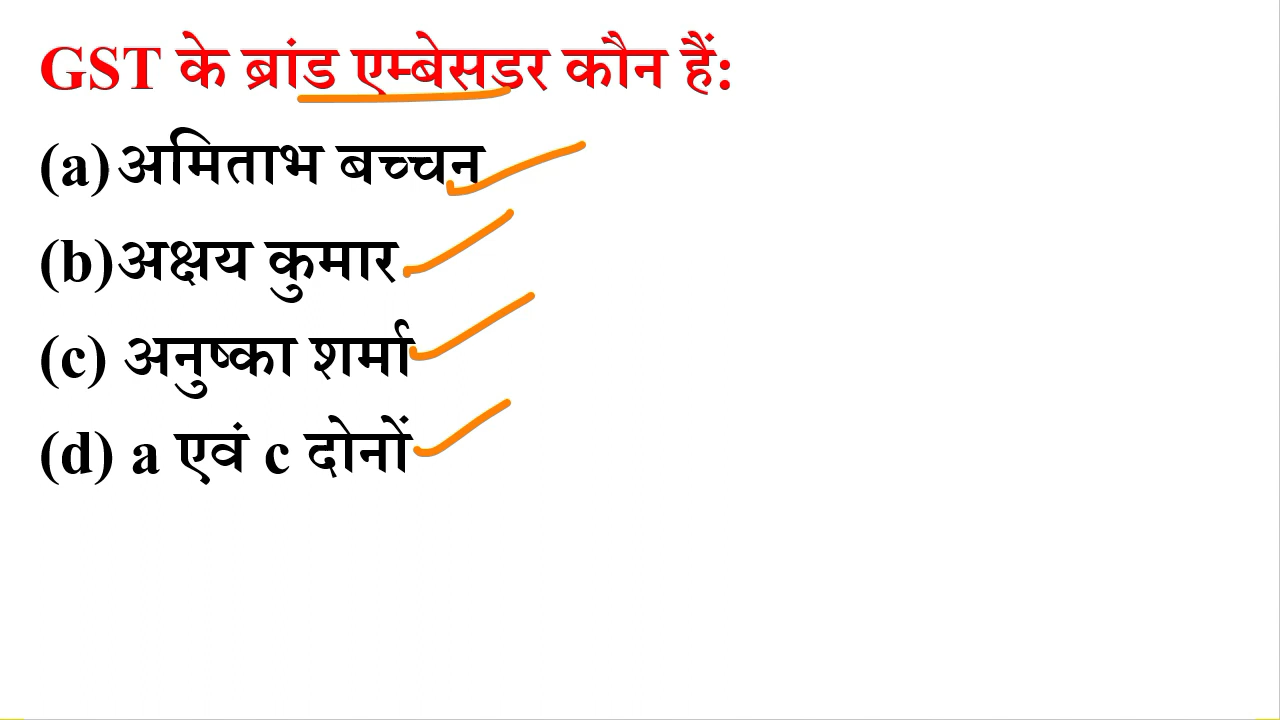 GST के ब्रांड एम्बेसडर कौन हैं:
(a) अमिताभ बच्चन
(b) अक्षय कुमार
(c) अनुष्का शर्मा
(d) a एवं c दोनों